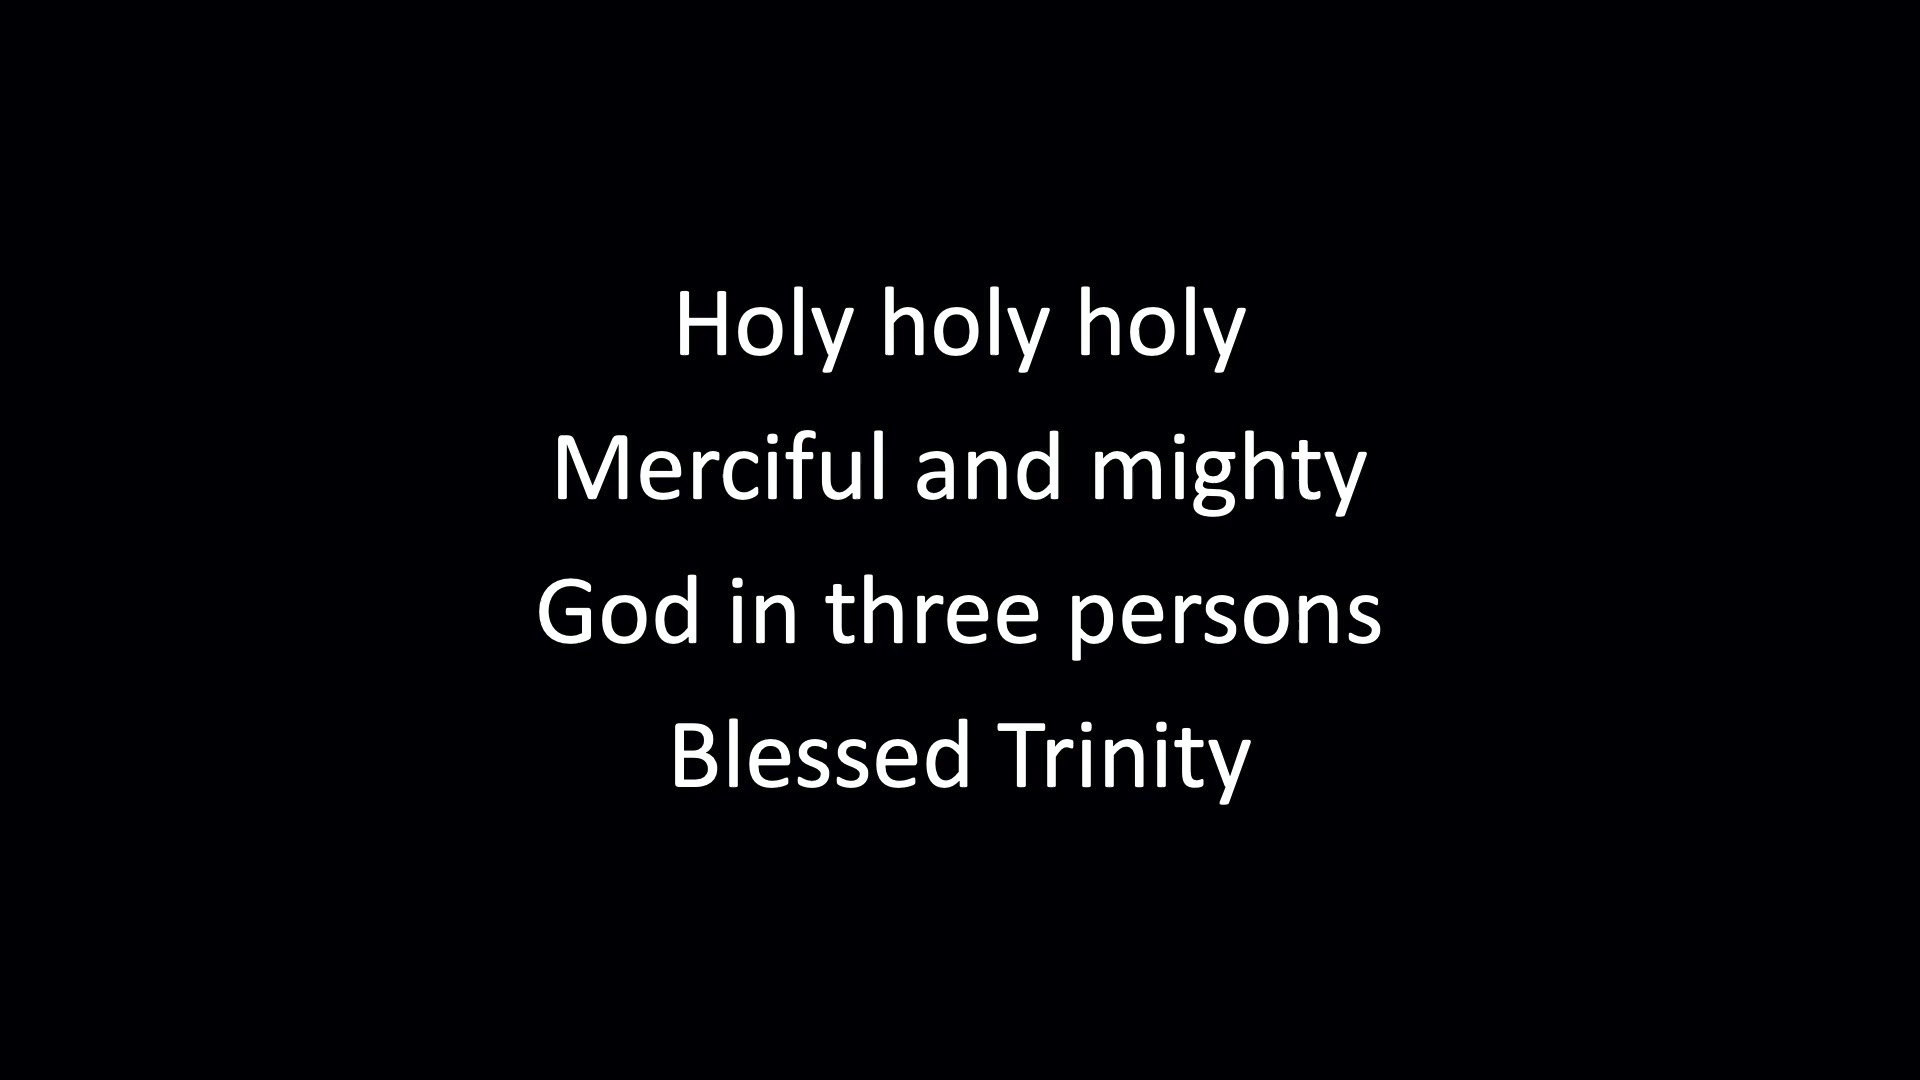 Holy holy holy
Merciful and mighty
God in three persons
Blessed Trinity